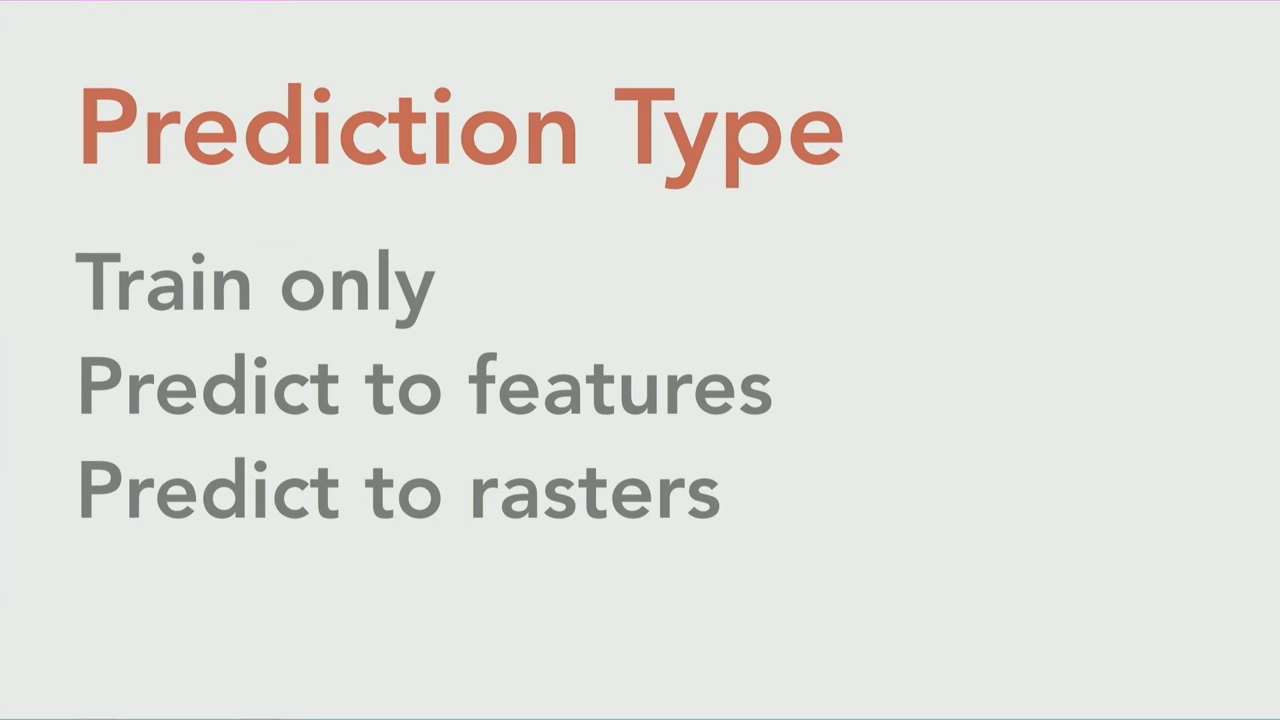 Prediction Type
Train only
Predict to features
Predict to rasters